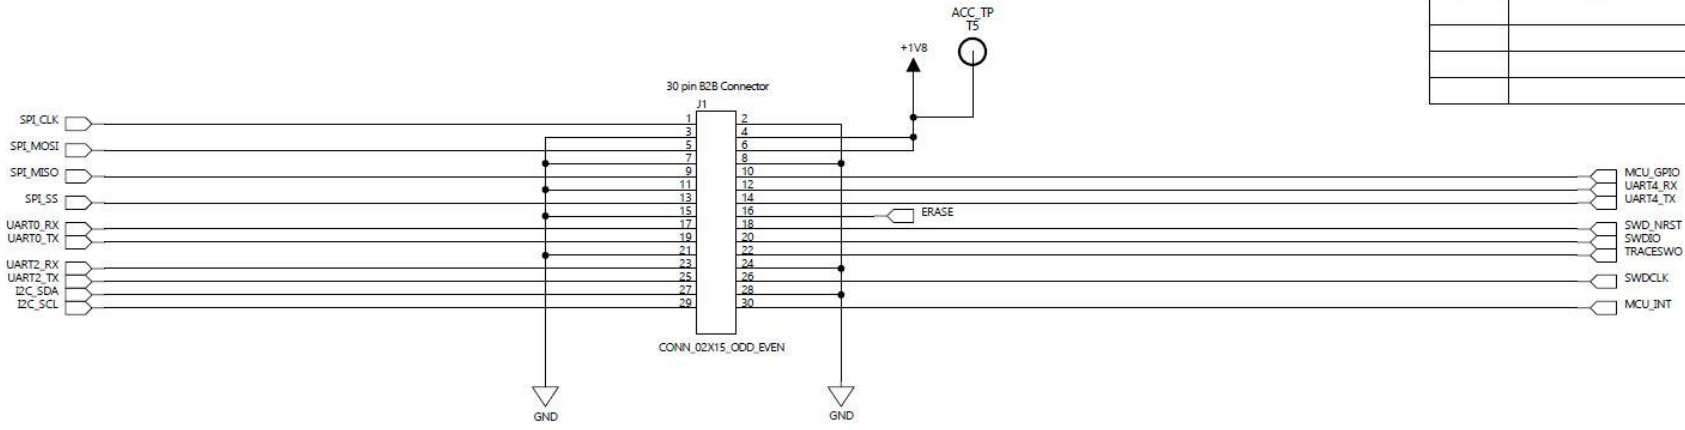 ACC_TP
T5
+1V8
30 pin B2B Connector
J1
SPI_CLK 1 2
3 4
SPI_MOSI 5 6
7 8
SPI_MISO 9 10 MCU_GPIO
11 12 UART4_RX
SPI_SS 13 14 UART4_TX
15 16 ERASE
UART0_RX 17 18 SWD_NRST
UART0_TX 19 20 SWDIO
21 22 TRACESWO
UART2_RX 23 24
UART2_TX 25 26 SWDCLK
I2C_SDA 27 28
I2C_SCL 29 30 MCU_INT
CONN_02X15_ODD_EVEN
GND GND